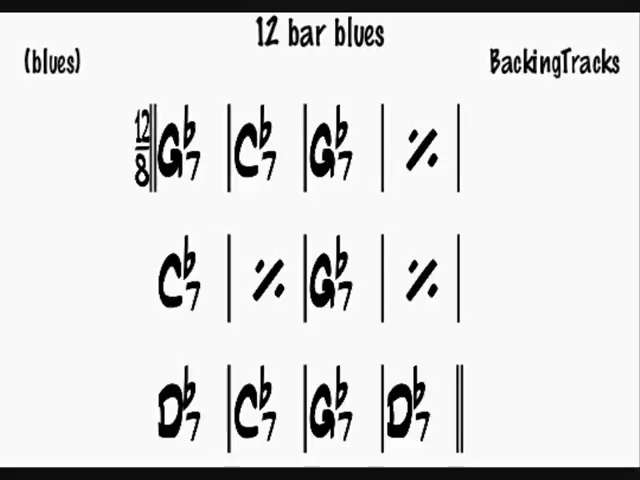 12 bar blues
(blues) BackingTracks
12/8 G♭7 | C♭7 | G♭7 | 𝄎 |
C♭7 | 𝄎 | G♭7 | 𝄎 |
D♭7 | C♭7 | G♭7 | D♭7 ||